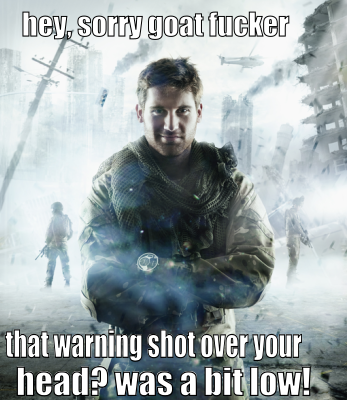 hey, sorry goat fucker
that warning shot over your
head? was a bit low!